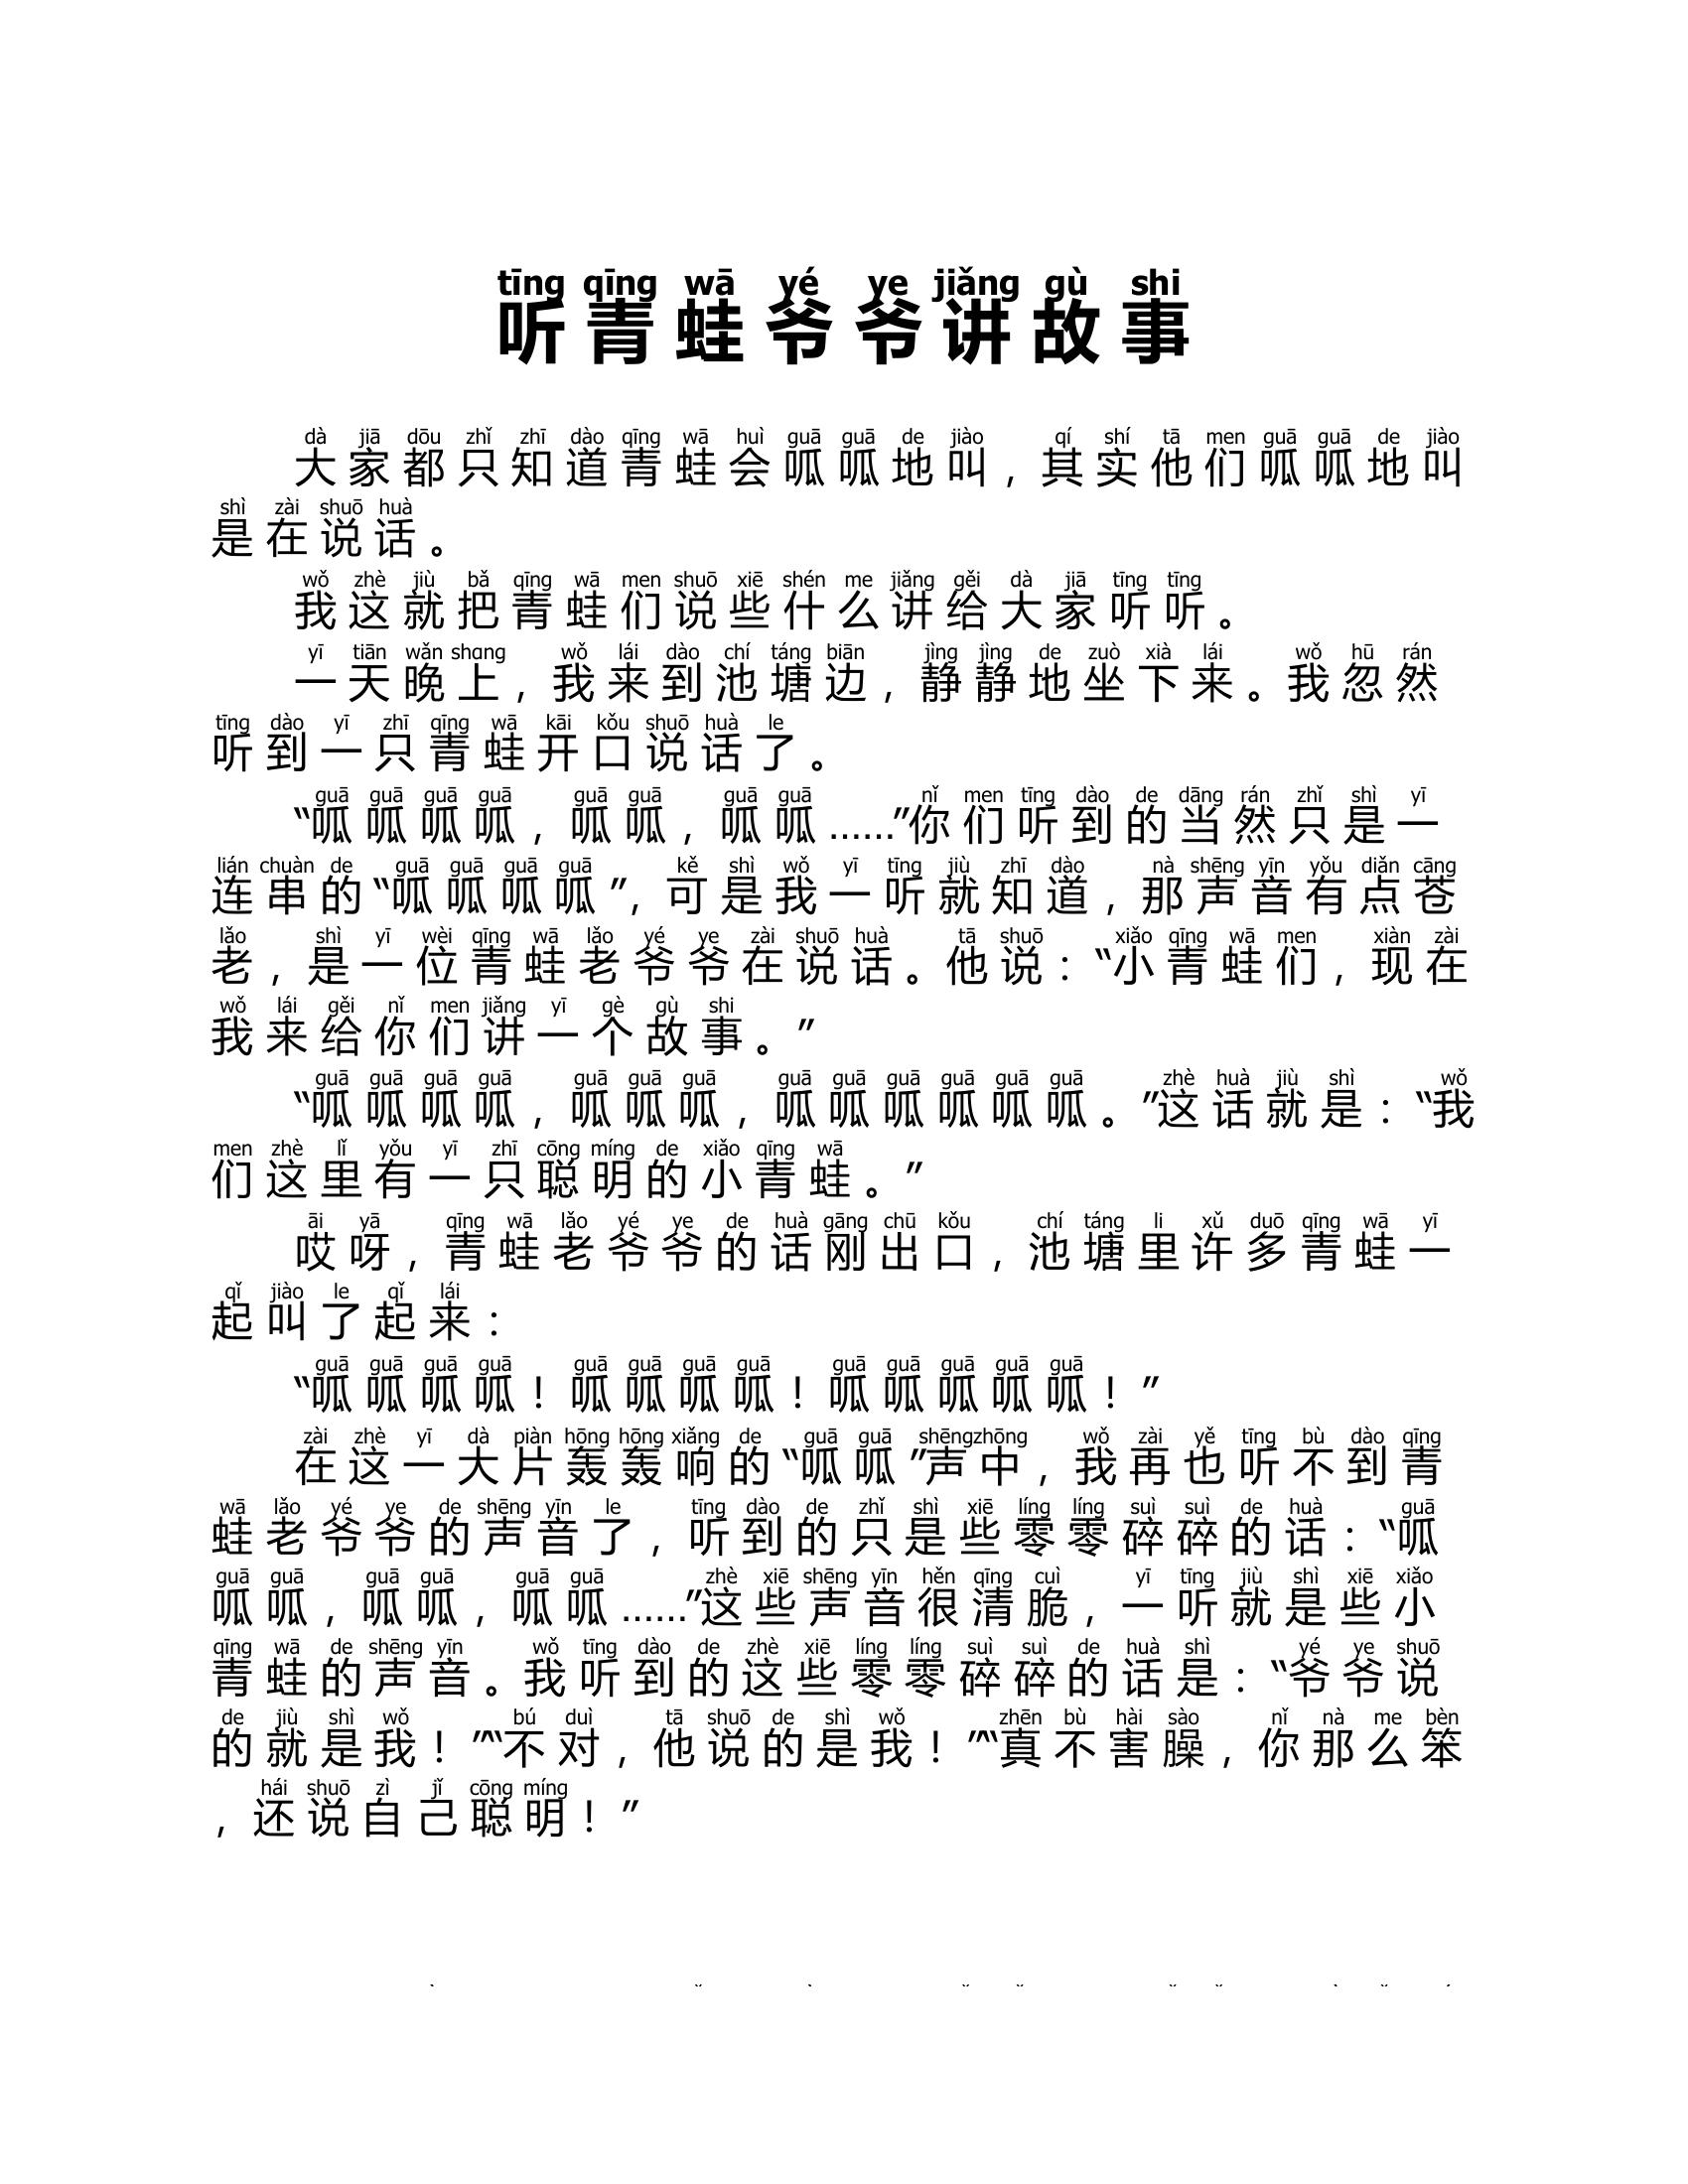 tīng qīng wā yé ye jiǎng gù shi
听青蛙爷爷讲故事
dà jiā dōu zhǐ zhī dào qīng wā huì guā guā de jiào qí shí tā men guā guā de jiào
大家都只知道青蛙会呱呱地叫，其实他们呱呱地叫
shì zài shuō huà
是在说话。
wǒ zhè jiù bǎ qīng wā men shuō xiē shén me jiǎng gěi dà jiā tīng tīng
我这就把青蛙们说些什么讲给大家听听。
yī tiān wǎn shang wǒ lái dào chí táng biān jìng jìng de zuò xià lái wǒ hū rán
一天晚上，我来到池塘边，静静地坐下来。我忽然
tīng dào yī zhī qīng wā kāi kǒu shuō huà le
听到一只青蛙开口说话了。
guā guā guā guā guā guā guā guā nǐ men tīng dào de dāng rán zhǐ shì yī
“呱呱呱呱，呱呱，呱呱……”你们听到的当然只是一
lián chuàn de guā guā guā guā kě shì wǒ yī tīng jiù zhī dào nà shēng yīn yǒu diǎn cāng
连串的“呱呱呱呱”，可是我一听就知道，那声音有点苍
lǎo shì yī wèi qīng wā lǎo yé ye zài shuō huà tā shuō xiǎo qīng wā men xiàn zài
老，是一位青蛙老爷爷在说话。他说：“小青蛙们，现在
wǒ lái gěi nǐ men jiǎng yī gè gù shi
我来给你们讲一个故事。”
guā guā guā guā guā guā guā guā guā guā guā guā guā zhè huà jiù shì wǒ
“呱呱呱呱，呱呱呱，呱呱呱呱呱呱。”这话就是：“我
men zhè lǐ yǒu yī zhī cōng míng de xiǎo qīng wā
们这里有一只聪明的小青蛙。”
āi yā qīng wā lǎo yé ye de huà gāng chū kǒu chí táng li xǔ duō qīng wā yī
哎呀，青蛙老爷爷的话刚出口，池塘里许多青蛙一
qǐ jiào le qǐ lái
起叫了起来：
guā guā guā guā guā guā guā guā guā guā guā guā guā
“呱呱呱呱！呱呱呱呱！呱呱呱呱呱！”
zài zhè yī dà piàn hōng hōng xiǎng de guā guā shēng zhōng wǒ zài yě tīng bù dào qīng
在这一大片轰轰响的“呱呱”声中，我再也听不到青
wā lǎo yé ye de shēng yīn le tīng dào de zhǐ shì xiē líng líng suì suì de huà guā
蛙老爷爷的声音了，听到的只是些零零碎碎的话：“呱
guā guā guā guā guā guā zhè xiē shēng yīn hěn qīng cuì yī tīng jiù shì xiē xiǎo
呱呱，呱呱，呱呱……”这些声音很清脆，一听就是些小
qīng wā de shēng yīn wǒ tīng dào de zhè xiē líng líng suì suì de huà shì yé ye shuō
青蛙的声音。我听到的这些零零碎碎的话是：“爷爷说
de jiù shì wǒ bú duì tā shuō de shì wǒ zhēn bù hài sào nǐ nà me bèn
的就是我！”“不对，他说的是我！”“真不害臊，你那么笨
hái shuō zì jǐ cōng míng
，还说自己聪明！”